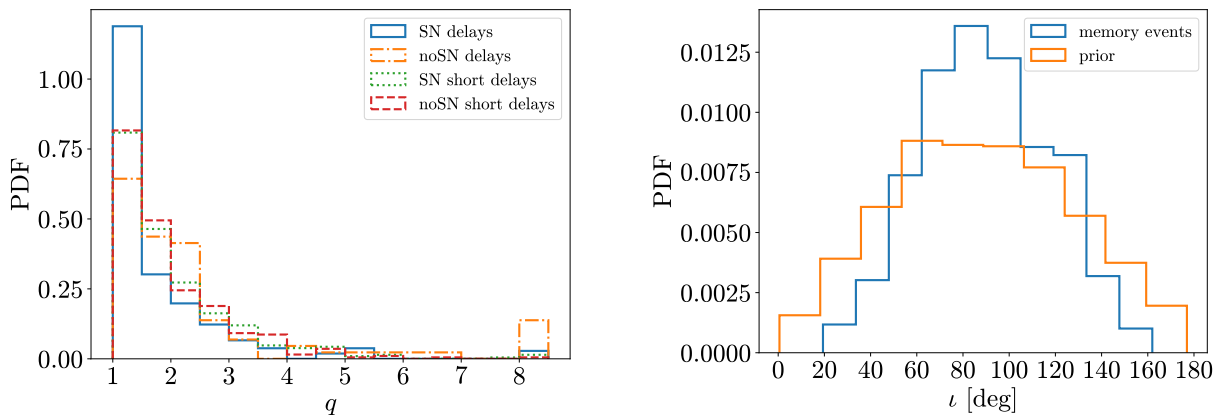 SN delays
noSN delays
SN short delays
noSN short delays
PDF
1.00
0.75
0.50
0.25
0.00
1 2 3 4 5 6 7 8
q
memory events
prior
PDF
0.0125
0.0100
0.0075
0.0050
0.0025
0.0000
0 20 40 60 80 100 120 140 160 180
ι [deg]